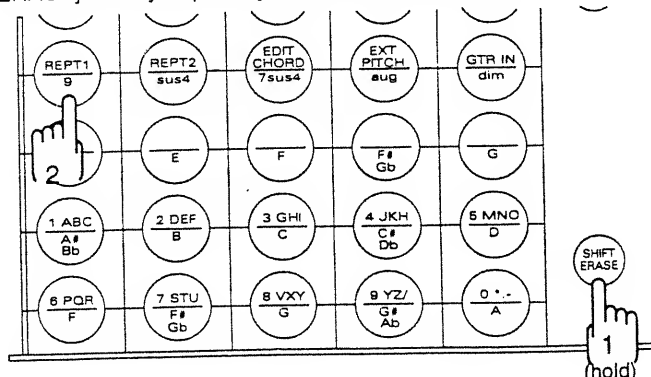 REPT1
9
REPT2
sus4
EDIT
CHORD
7sus4
EXT
PITCH
aug
GTR IN
dim
2
E
F
F#
Gb
G
1 ABC
A#
Bb
2 DEF
B
3 GHI
C
4 JKH
C#
Db
5 MNO
D
SHIFT
ERASE
6 PQR
F
7 STU
F#
Gb
8 VXY
G
9 YZ/
G#
Ab
0 *.-
A
1
(hold)